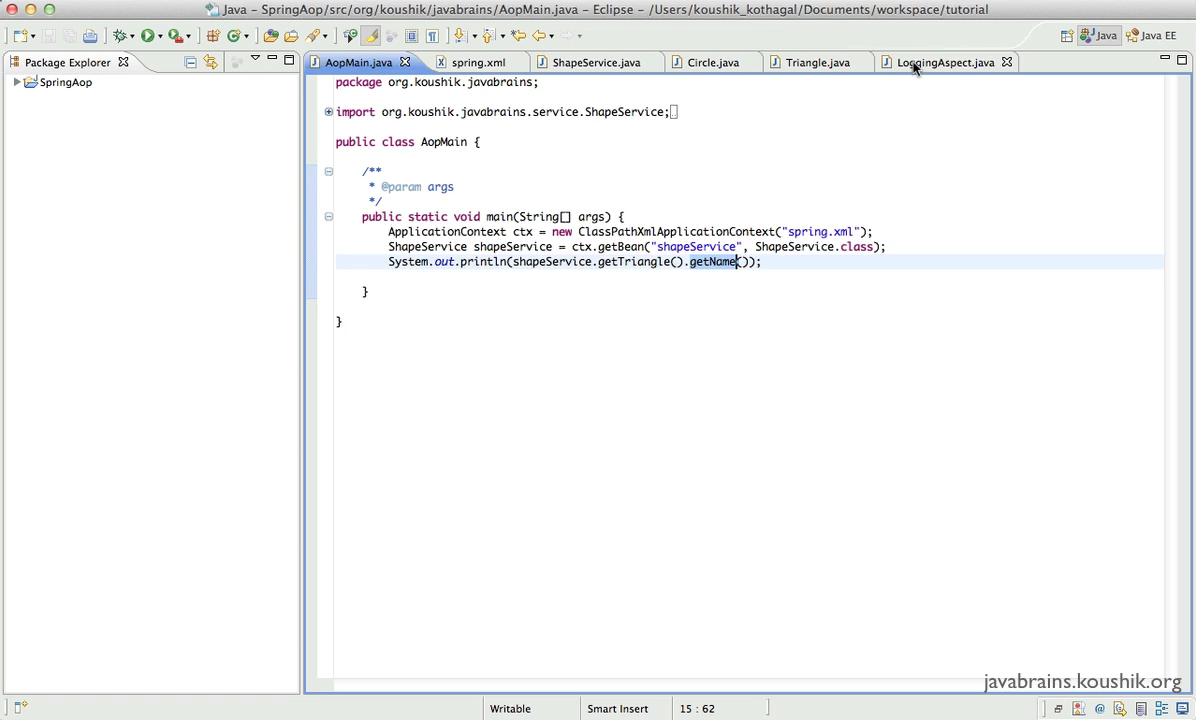 Java - SpringAop/src/org/koushik/javabrains/AopMain.java - Eclipse - /Users/koushik_kothagal/Documents/workspace/tutorial
Java
Java EE
Package Explorer
AopMain.java
spring.xml
ShapeService.java
Circle.java
Triangle.java
LoggingAspect.java
SpringAop
package org.koushik.javabrains;
import org.koushik.javabrains.service.ShapeService;
public class AopMain {
/**
* @param args
*/
public static void main(String[] args) {
ApplicationContext ctx = new ClassPathXmlApplicationContext("spring.xml");
ShapeService shapeService = ctx.getBean("shapeService", ShapeService.class);
System.out.println(shapeService.getTriangle().getName());
}
}
javabrains.koushik.org
Writable
Smart Insert
15 : 62